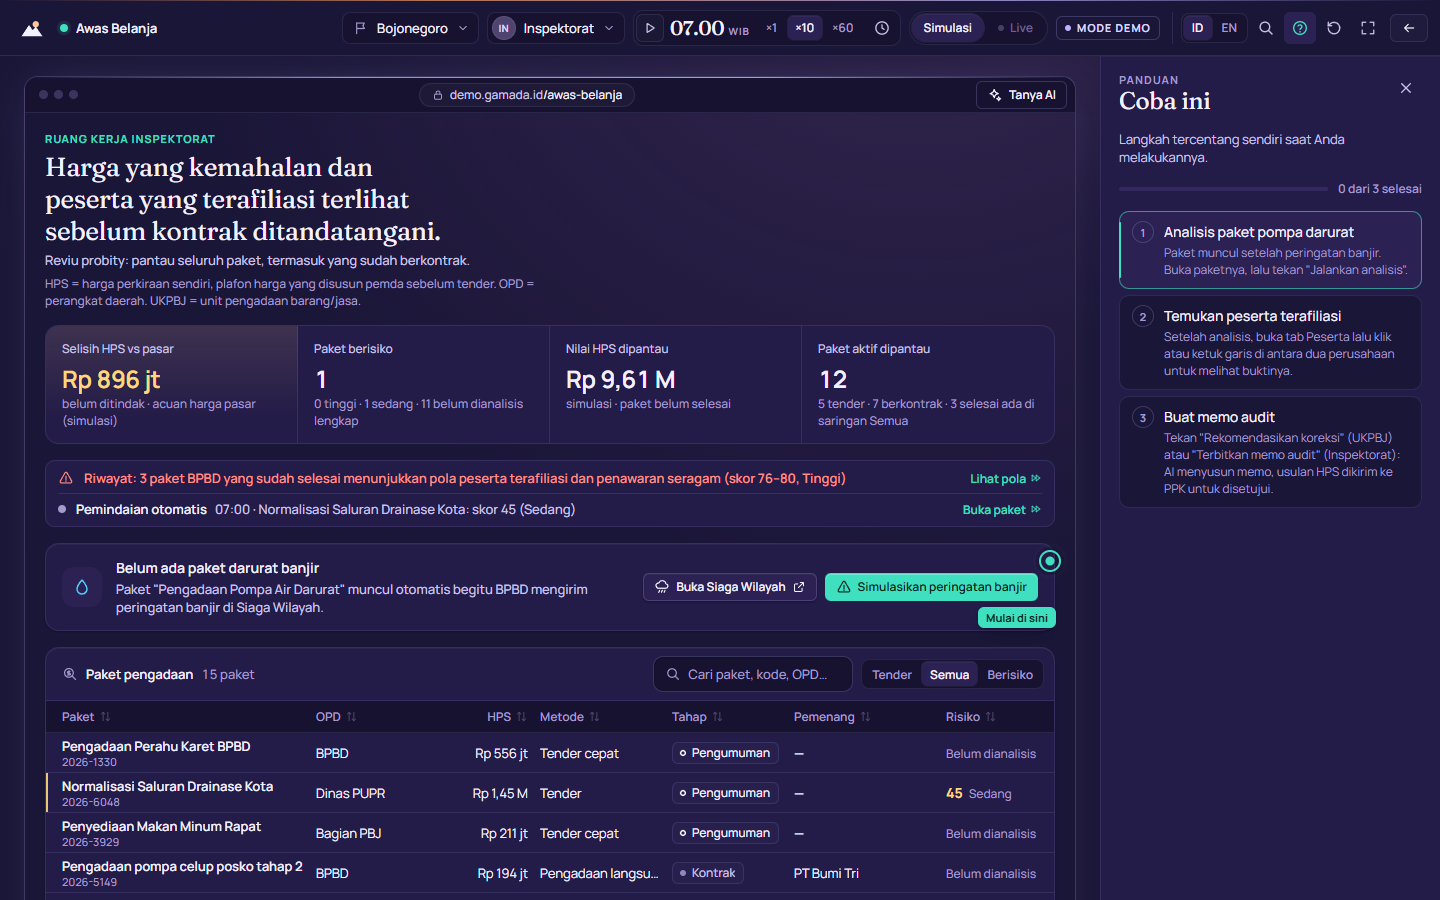 Awas Belanja
Bojonegoro
IN Inspektorat
07.00 WIB
×1 ×10 ×60
Simulasi Live
MODE DEMO
ID EN
demo.gamada.id/awas-belanja
Tanya AI
RUANG KERJA INSPEKTORAT
Harga yang kemahalan dan
peserta yang terafiliasi terlihat
sebelum kontrak ditandatangani.
Reviu probity: pantau seluruh paket, termasuk yang sudah berkontrak.
HPS = harga perkiraan sendiri, plafon harga yang disusun pemda sebelum tender. OPD =
perangkat daerah. UKPBJ = unit pengadaan barang/jasa.
Selisih HPS vs pasar
Rp 896 jt
belum ditindak · acuan harga pasar
(simulasi)
Paket berisiko
1
0 tinggi · 1 sedang · 11 belum dianalisis
lengkap
Nilai HPS dipantau
Rp 9,61 M
simulasi · paket belum selesai
Paket aktif dipantau
12
5 tender · 7 berkontrak · 3 selesai ada di
saringan Semua
Riwayat: 3 paket BPBD yang sudah selesai menunjukkan pola peserta terafiliasi dan penawaran seragam (skor 76–80, Tinggi)
Lihat pola
Pemindaian otomatis 07:00 · Normalisasi Saluran Drainase Kota: skor 45 (Sedang)
Buka paket
Belum ada paket darurat banjir
Paket "Pengadaan Pompa Air Darurat" muncul otomatis begitu BPBD mengirim
peringatan banjir di Siaga Wilayah.
Buka Siaga Wilayah
Simulasikan peringatan banjir
Mulai di sini
Paket pengadaan 15 paket
Cari paket, kode, OPD...
Tender Semua Berisiko
Paket OPD HPS Metode Tahap Pemenang Risiko
Pengadaan Perahu Karet BPBD
2026-1330
BPBD Rp 556 jt Tender cepat Pengumuman – Belum dianalisis
Normalisasi Saluran Drainase Kota
2026-6048
Dinas PUPR Rp 1,45 M Tender Pengumuman – 45 Sedang
Penyediaan Makan Minum Rapat
2026-3929
Bagian PBJ Rp 211 jt Tender cepat Pengumuman – Belum dianalisis
Pengadaan pompa celup posko tahap 2
2026-5149
BPBD Rp 194 jt Pengadaan langsu... Kontrak PT Bumi Tri Belum dianalisis
PANDUAN
Coba ini
Langkah tercentang sendiri saat Anda
melakukannya.
0 dari 3 selesai
1 Analisis paket pompa darurat
Paket muncul setelah peringatan banjir.
Buka paketnya, lalu tekan "Jalankan analisis".
2 Temukan peserta terafiliasi
Setelah analisis, buka tab Peserta lalu klik
atau ketuk garis di antara dua perusahaan
untuk melihat buktinya.
3 Buat memo audit
Tekan "Rekomendasikan koreksi" (UKPBJ)
atau "Terbitkan memo audit" (Inspektorat):
AI menyusun memo, usulan HPS dikirim ke
PPK untuk disetujui.